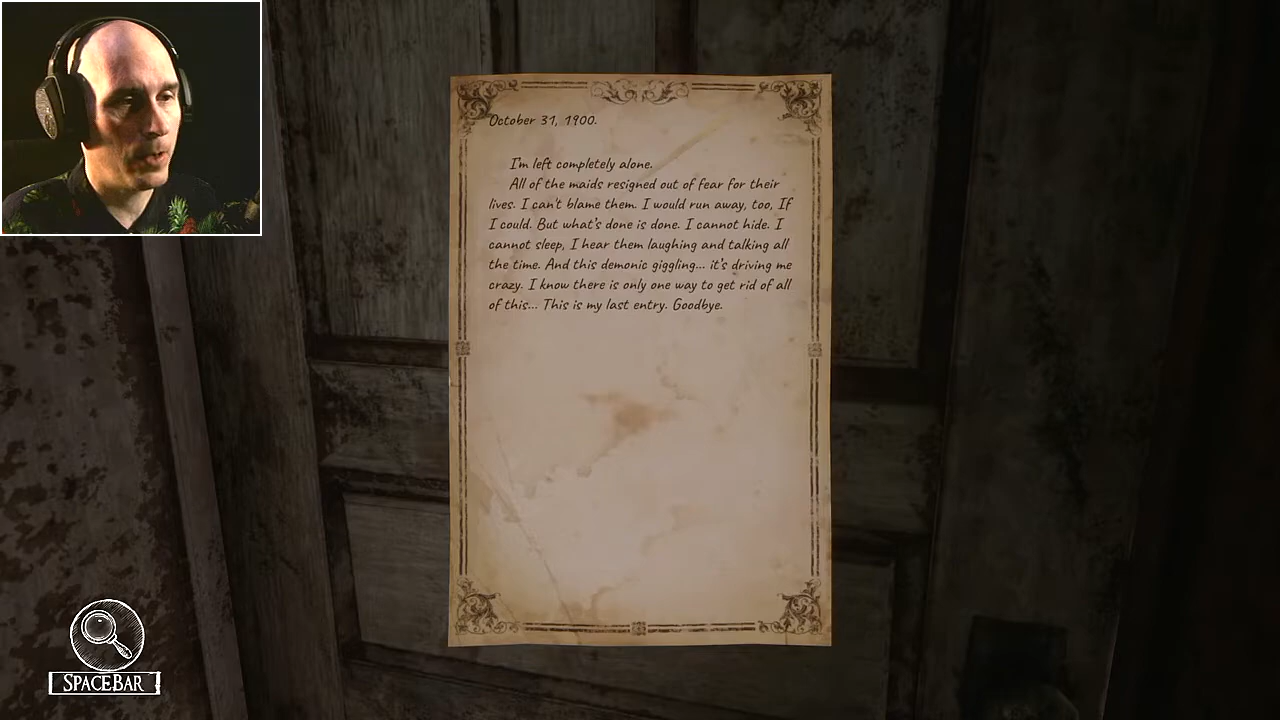 October 31, 1900.
I'm left completely alone.
All of the maids resigned out of fear for their
lives. I can't blame them. I would run away, too, If
I could. But what's done is done. I cannot hide. I
cannot sleep, I hear them laughing and talking all
the time. And this demonic giggling... it's driving me
crazy. I know there is only one way to get rid of all
of this... This is my last entry. Goodbye.
SPACEBAR